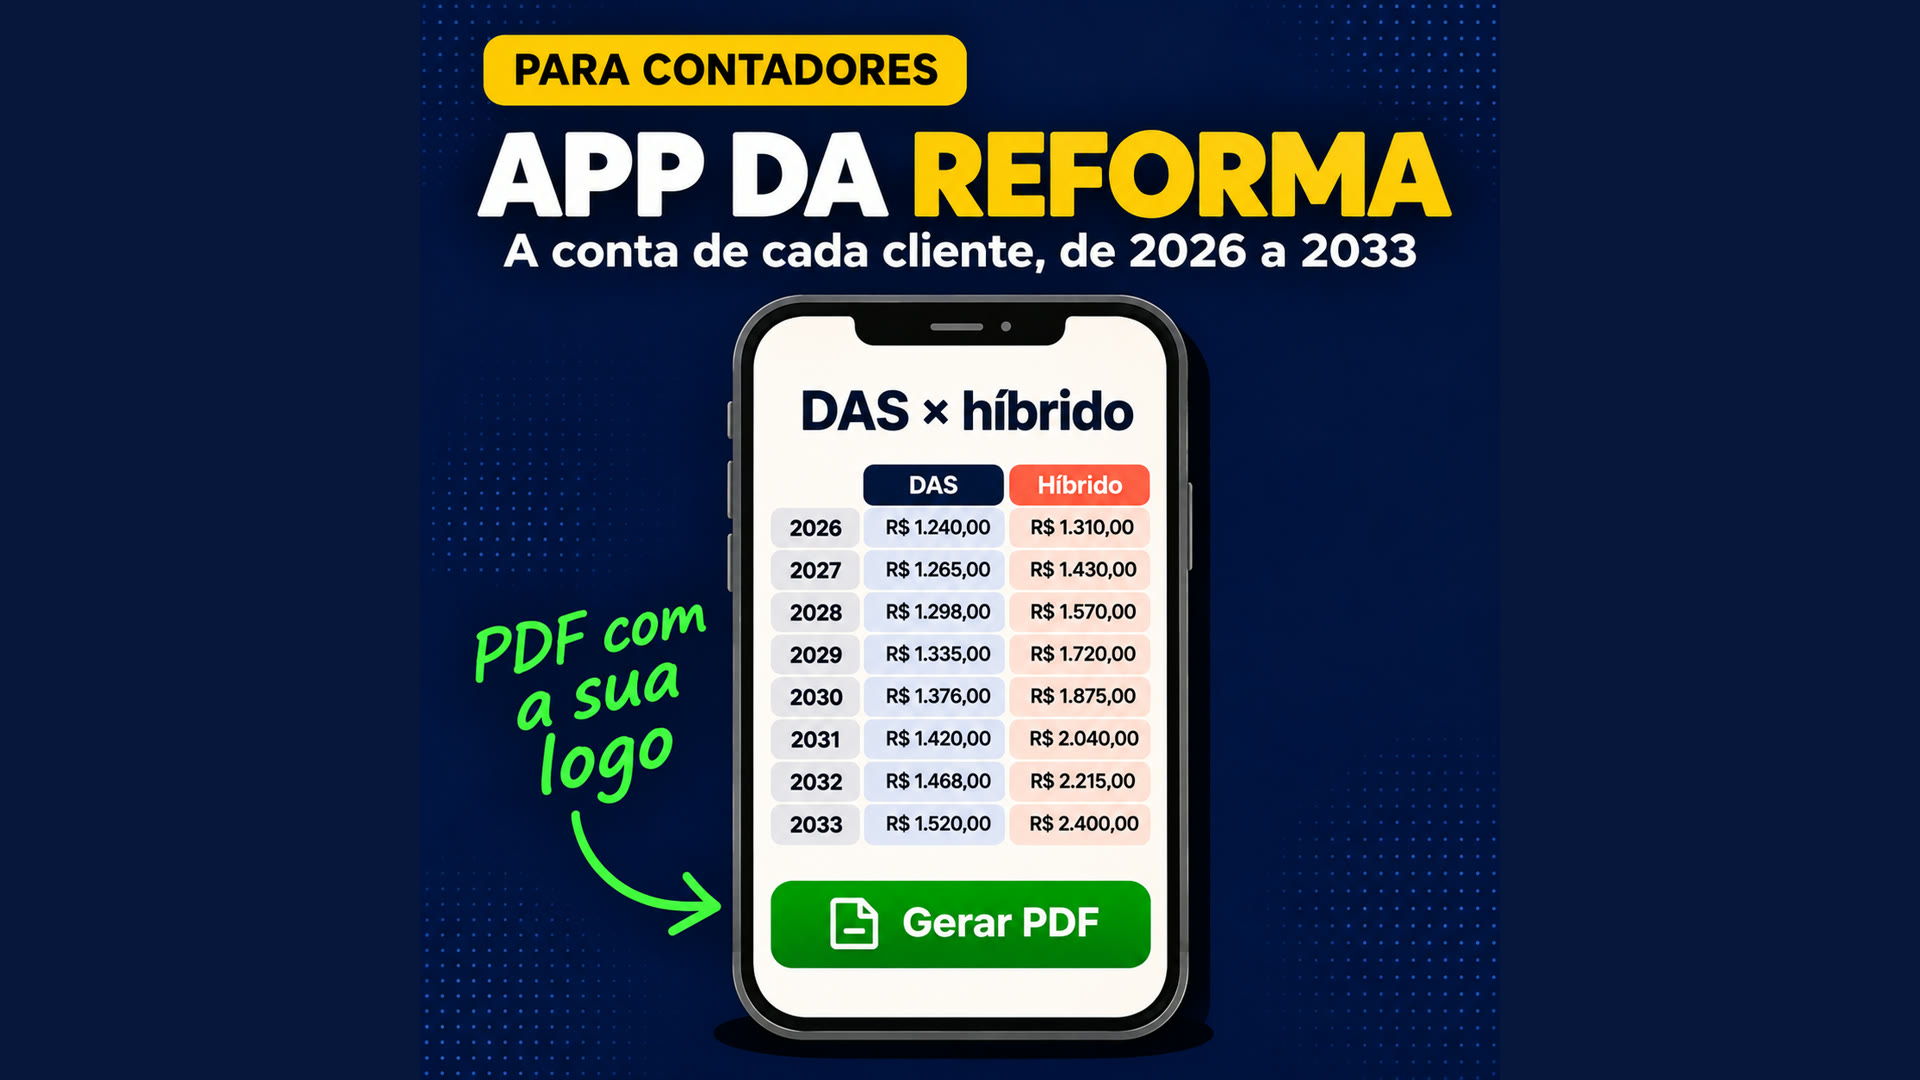 PARA CONTADORES
APP DA REFORMA
A conta de cada cliente, de 2026 a 2033
DAS × híbrido
DAS Híbrido
2026 R$ 1.240,00 R$ 1.310,00
2027 R$ 1.265,00 R$ 1.430,00
2028 R$ 1.298,00 R$ 1.570,00
2029 R$ 1.335,00 R$ 1.720,00
2030 R$ 1.376,00 R$ 1.875,00
2031 R$ 1.420,00 R$ 2.040,00
2032 R$ 1.468,00 R$ 2.215,00
2033 R$ 1.520,00 R$ 2.400,00
PDF com
a sua
logo
Gerar PDF